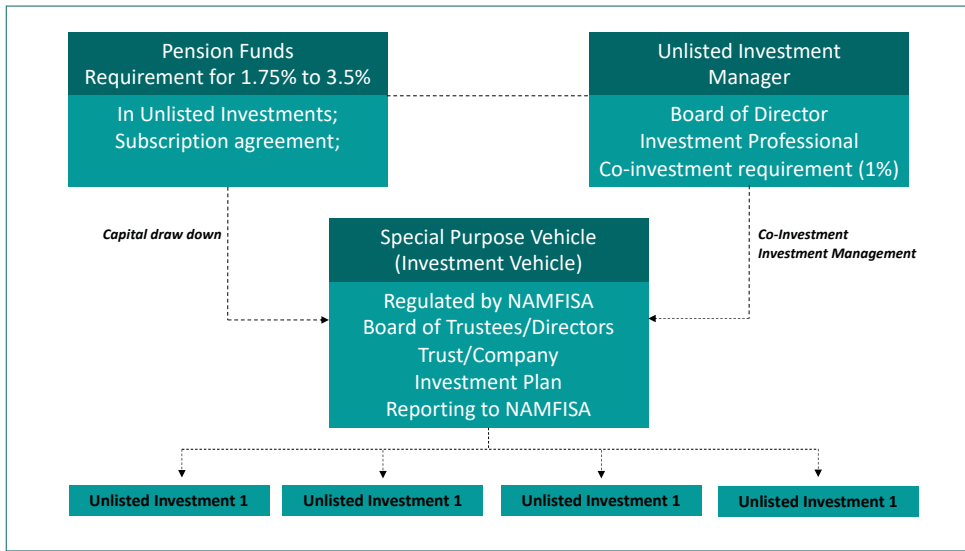 Pension Funds
Requirement for 1.75% to 3.5%
In Unlisted Investments;
Subscription agreement;
Unlisted Investment
Manager
Board of Director
Investment Professional
Co-investment requirement (1%)
Capital draw down
Co-Investment
Investment Management
Special Purpose Vehicle
(Investment Vehicle)
Regulated by NAMFISA
Board of Trustees/Directors
Trust/Company
Investment Plan
Reporting to NAMFISA
Unlisted Investment 1
Unlisted Investment 1
Unlisted Investment 1
Unlisted Investment 1